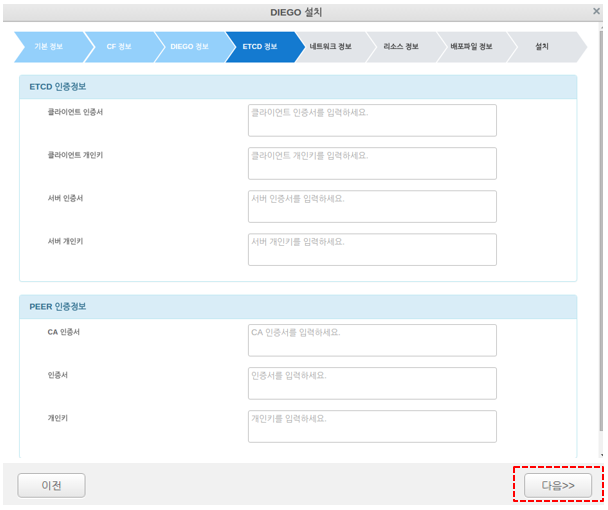 DIEGO 설치
기본 정보
CF 정보
DIEGO 정보
ETCD 정보
네트워크 정보
리소스 정보
배포파일 정보
설치
ETCD 인증정보
클라이언트 인증서
클라이언트 인증서를 입력하세요.
클라이언트 개인키
클라이언트 개인키를 입력하세요.
서버 인증서
서버 인증서를 입력하세요.
서버 개인키
서버 개인키를 입력하세요.
PEER 인증정보
CA 인증서
CA 인증서를 입력하세요.
인증서
인증서를 입력하세요.
개인키
개인키를 입력하세요.
이전
다음>>